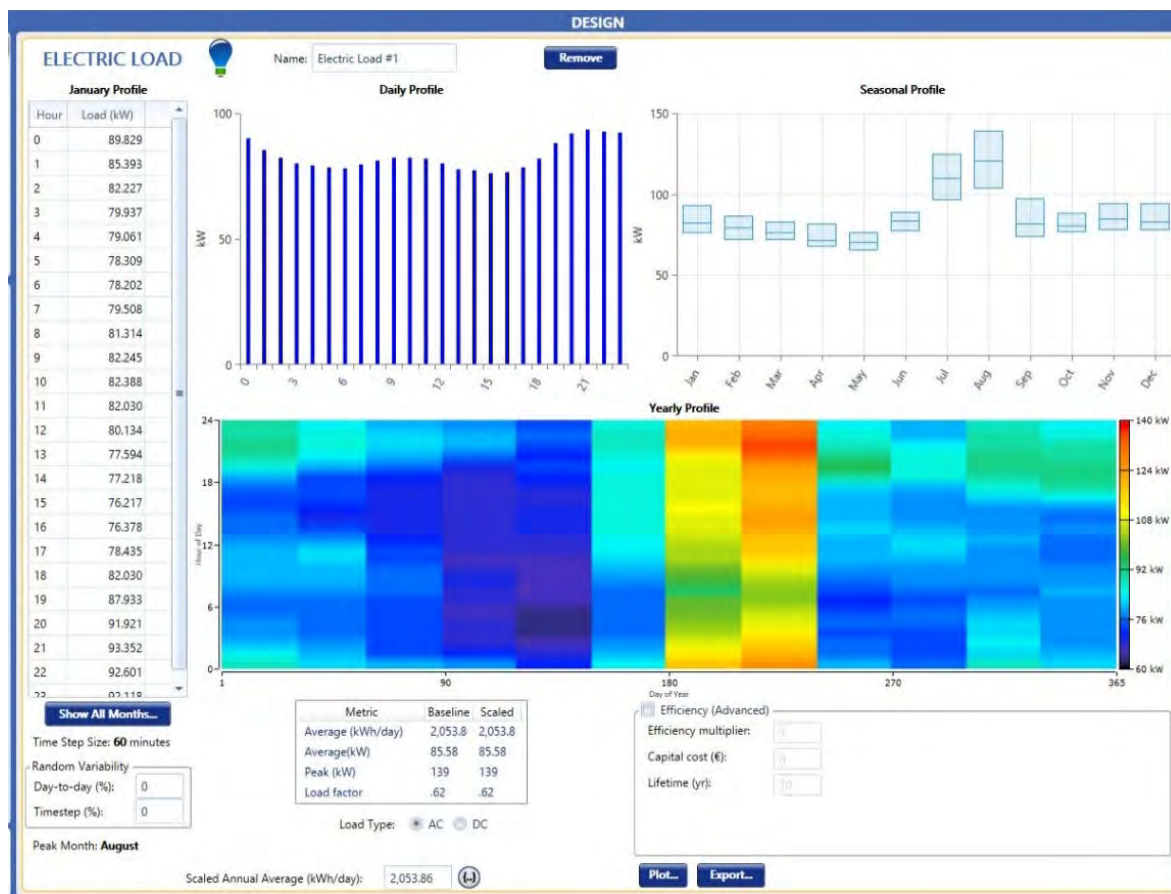 DESIGN
ELECTRIC LOAD
Name: Electric Load #1
Remove
January Profile
Hour Load (kW)
0 89.829
1 85.393
2 82.227
3 79.937
4 79.061
5 78.309
6 78.202
7 79.508
8 81.314
9 82.245
10 82.388
11 82.030
12 80.134
13 77.594
14 77.218
15 76.217
16 76.378
17 78.435
18 82.030
19 87.933
20 91.921
21 93.352
22 92.601
23 92.118
Show All Months...
Time Step Size: 60 minutes
Random Variability
Day-to-day (%): 0
Timestep (%): 0
Peak Month: August
Daily Profile
100
50
0
kW
0 3 6 9 12 15 18 21
Seasonal Profile
150
100
50
0
kW
Jan Feb Mar Apr May Jun Jul Aug Sep Oct Nov Dec
Yearly Profile
24
18
12
6
0
Hour of Day
1 90 180 270 365
Day of Year
140 kW
124 kW
108 kW
92 kW
76 kW
60 kW
Metric Baseline Scaled
Average (kWh/day) 2,053.8 2,053.8
Average(kW) 85.58 85.58
Peak (kW) 139 139
Load factor .62 .62
Load Type: AC DC
Scaled Annual Average (kWh/day): 2,053.86 {..}
Efficiency (Advanced)
Efficiency multiplier:
Capital cost (€):
Lifetime (yr):
Plot... Export...